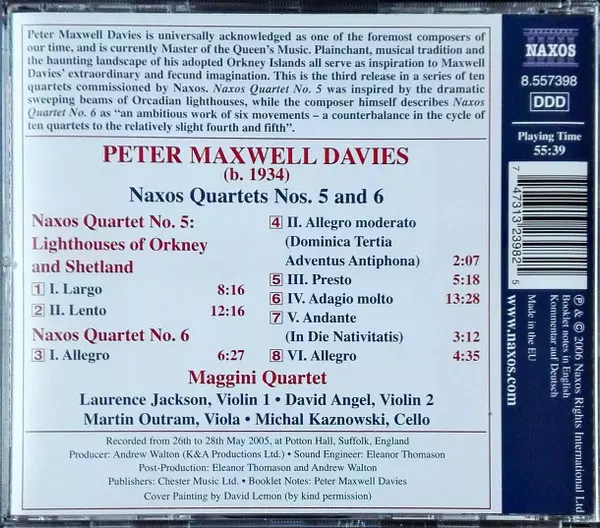 Peter Maxwell Davies is universally acknowledged as one of the foremost composers of
our time, and is currently Master of the Queen's Music. Plainchant, musical tradition and
the haunting landscape of his adopted Orkney Islands all serve as inspiration to Maxwell
Davies' extraordinary and fecund imagination. This is the third release in a series of ten
quartets commissioned by Naxos. Naxos Quartet No. 5 was inspired by the dramatic
sweeping beams of Orcadian lighthouses, while the composer himself describes Naxos
Quartet No. 6 as "an ambitious work of six movements – a counterbalance in the cycle of
ten quartets to the relatively slight fourth and fifth".
PETER MAXWELL DAVIES
(b. 1934)
Naxos Quartets Nos. 5 and 6
Naxos Quartet No. 5:
Lighthouses of Orkney
and Shetland
1 I. Largo 8:16
2 II. Lento 12:16
Naxos Quartet No. 6
3 I. Allegro 6:27
4 II. Allegro moderato
(Dominica Tertia
Adventus Antiphona) 2:07
5 III. Presto 5:18
6 IV. Adagio molto 13:28
7 V. Andante
(In Die Nativitatis) 3:12
8 VI. Allegro 4:35
Maggini Quartet
Laurence Jackson, Violin 1 • David Angel, Violin 2
Martin Outram, Viola • Michal Kaznowski, Cello
Recorded from 26th to 28th May 2005, at Potton Hall, Suffolk, England
Producer: Andrew Walton (K&A Productions Ltd.) • Sound Engineer: Eleanor Thomason
Post-Production: Eleanor Thomason and Andrew Walton
Publishers: Chester Music Ltd. • Booklet Notes: Peter Maxwell Davies
Cover Painting by David Lemon (by kind permission)
NAXOS
8.557398
DDD
Playing Time
55:39
7 47313 23982 5
www.naxos.com
Made in the EU
℗ & © 2006 Naxos Rights International Ltd
Booklet notes in English
Kommentar auf Deutsch